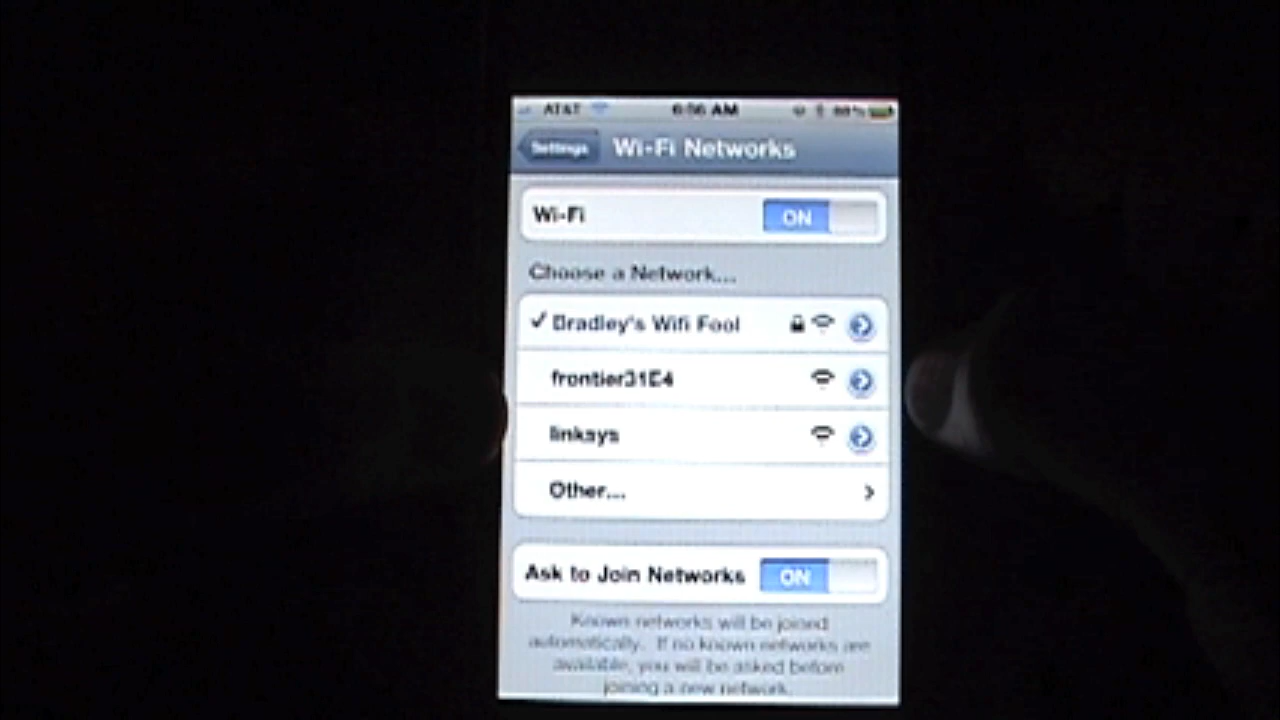 AT&T 6:56 AM
Settings Wi-Fi Networks
Wi-Fi ON
Choose a Network...
Bradley's Wifi Fool
frontier31E4
linksys
Other...
Ask to Join Networks ON
Known networks will be joined
automatically. If no known networks are
available, you will be asked before
joining a new network.